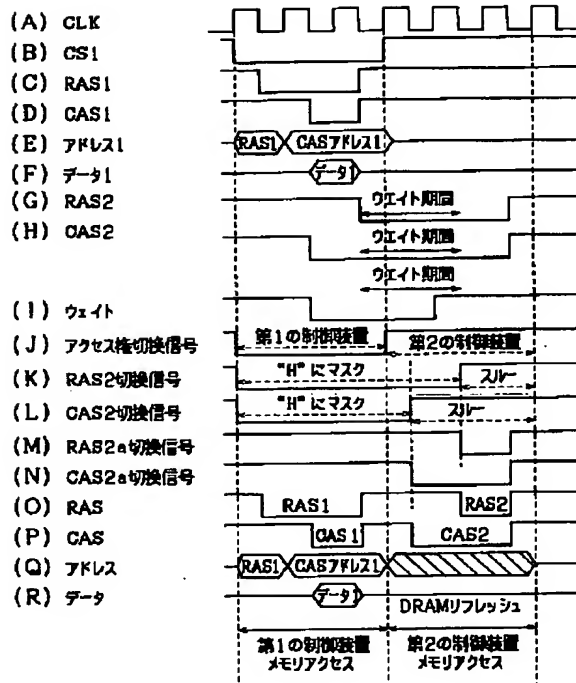 (A) CLK
(B) CS1
(C) RAS1
(D) CAS1
(E) アドレス1
RAS1 CASアドレス1
(F) データ1
データ1
(G) RAS2
ウェイト期間
(H) CAS2
ウェイト期間
ウェイト期間
(I) ウェイト
(J) アクセス権切換信号
第1の制御装置 第2の制御装置
(K) RAS2切換信号
"H"にマスク スルー
(L) CAS2切換信号
"H"にマスク スルー
(M) RAS2a切換信号
(N) CAS2a切換信号
(O) RAS
RAS1 RAS2
(P) CAS
CAS1 CAS2
(Q) アドレス
RAS1 CASアドレス1
(R) データ
データ1
DRAMリフレッシュ
第1の制御装置 第2の制御装置
メモリアクセス メモリアクセス